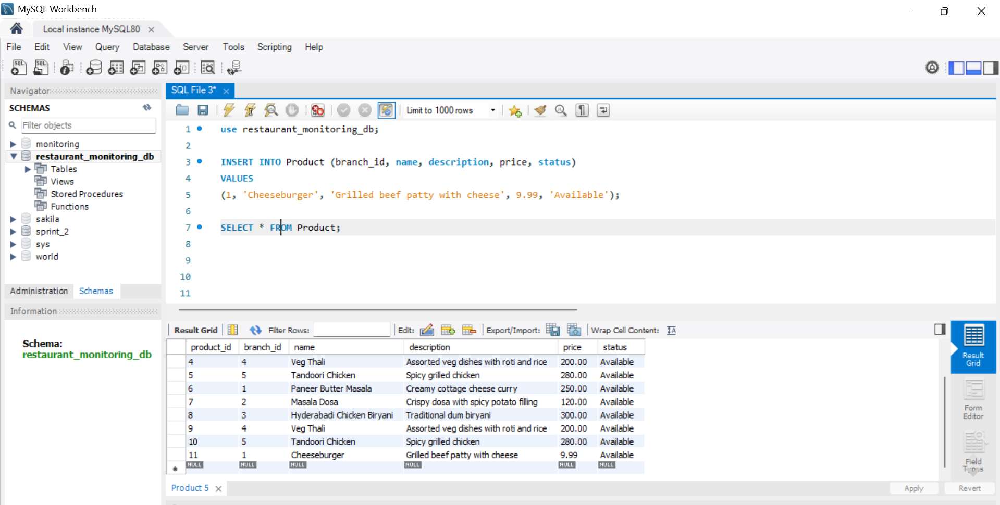 MySQL Workbench
Local instance MySQL80
File Edit View Query Database Server Tools Scripting Help
Navigator
SCHEMAS
Filter objects
monitoring
restaurant_monitoring_db
Tables
Views
Stored Procedures
Functions
sakila
sprint_2
sys
world
Administration Schemas
Information
Schema:
restaurant_monitoring_db
SQL File 3*
Limit to 1000 rows
1 use restaurant_monitoring_db;
2
3 INSERT INTO Product (branch_id, name, description, price, status)
4 VALUES
5 (1, 'Cheeseburger', 'Grilled beef patty with cheese', 9.99, 'Available');
6
7 SELECT * FROM Product;
8
9
10
11
Result Grid Filter Rows: Edit: Export/Import: Wrap Cell Content: IA
product_id branch_id name description price status
4 4 Veg Thali Assorted veg dishes with roti and rice 200.00 Available
5 5 Tandoori Chicken Spicy grilled chicken 280.00 Available
6 1 Paneer Butter Masala Creamy cottage cheese curry 250.00 Available
7 2 Masala Dosa Crispy dosa with spicy potato filling 120.00 Available
8 3 Hyderabadi Chicken Biryani Traditional dum biryani 300.00 Available
9 4 Veg Thali Assorted veg dishes with roti and rice 200.00 Available
10 5 Tandoori Chicken Spicy grilled chicken 280.00 Available
11 1 Cheeseburger Grilled beef patty with cheese 9.99 Available
NULL NULL NULL NULL NULL NULL
Result
Grid
Form
Editor
Field
Types
Product 5
Apply Revert